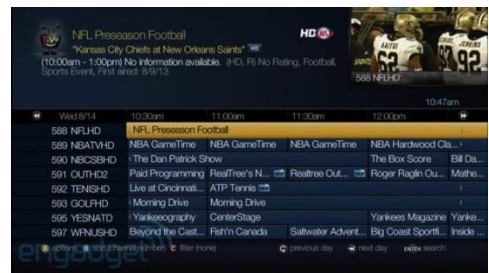 NFL Preseason Football
HD
"Kansas City Chiefs at New Orleans Saints" HD
(10:00am - 1:00pm) No information available. (HD, R) No Rating, Football,
Sports Event, First aired: 8/9/13
588 NFLHD
10:47am
Wed 8/14 10:30am 11:00am 11:30am 12:00pm
588 NFLHD NFL Preseason Football
589 NBATVHD NBA GameTime NBA GameTime NBA GameTime NBA Hardwood Cla...
590 NBCSBHD The Dan Patrick Show The Box Score Bill Da...
591 OUTHD2 Paid Programming RealTree's N... Realtree Out... Roger Raglin Ou... Mathe...
592 TENISHD Live at Cincinnati... ATP Tennis
593 GOLFHD Morning Drive Morning Drive
595 YESNATD Yankeeography CenterStage Yankees Magazine Yanke...
597 WFNUSHD Beyond the Cast... Fish'n Canada Saltwater Advent... Big Coast Sportfi... Inside ...
A options B sort (channel number) C filter (none) previous day next day ENTER search
engadget